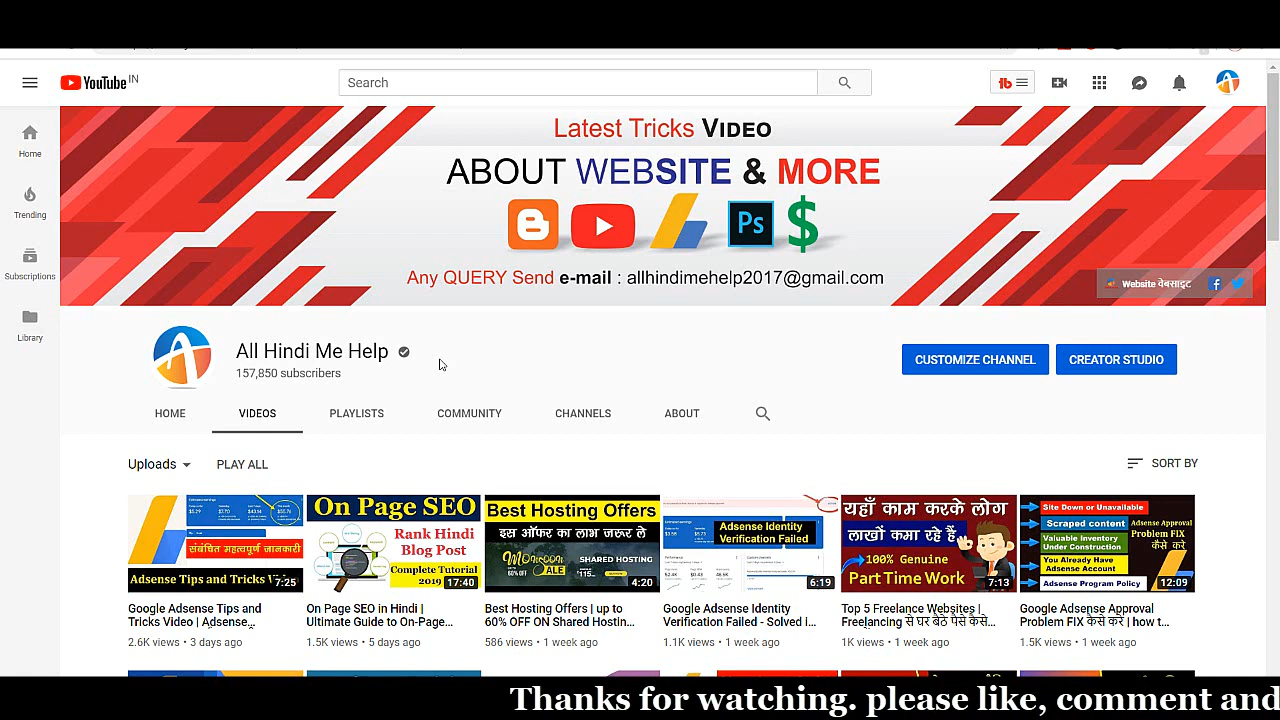 YouTube IN
Search
Home
Trending
Subscriptions
Library
Latest Tricks VIDEO
ABOUT WEBSITE & MORE
Ps $
Any QUERY Send e-mail : allhindimehelp2017@gmail.com
Website वेबसाइट
All Hindi Me Help
157,850 subscribers
CUSTOMIZE CHANNEL
CREATOR STUDIO
HOME VIDEOS PLAYLISTS COMMUNITY CHANNELS ABOUT
Uploads PLAY ALL
SORT BY
संबंधित महत्वपूर्ण जानकारी
Adsense Tips and Tricks
7:25
On Page SEO
Rank Hindi
Blog Post
Complete Tutorial
2019
17:40
Best Hosting Offers
इस ऑफर का लाभ जरूर ले
Monsoon
SALE
60% OFF
SHARED HOSTING
4:20
Adsense Identity
Verification Failed
6:19
यहाँ काम करके लोग
लाखों कमा रहे हैं
100% Genuine
Part Time Work
7:13
Site Down or Unavailable
Scraped content
Valuable Inventory
Under Construction
You Already Have
Adsense Account
Adsense Program Policy
Adsense Approval
Problem FIX
कैसे करे
12:09
Google Adsense Tips and
Tricks Video | Adsense...
2.6K views • 3 days ago
On Page SEO in Hindi |
Ultimate Guide to On-Page...
1.5K views • 5 days ago
Best Hosting Offers | up to
60% OFF ON Shared Hostin...
586 views • 1 week ago
Google Adsense Identity
Verification Failed - Solved I...
1.1K views • 1 week ago
Top 5 Freelance Websites |
Freelancing से घर बैठे पैसे कैसे...
1K views • 1 week ago
Google Adsense Approval
Problem FIX कैसे करें | how t...
1.5K views • 1 week ago
Thanks for watching. please like, comment and